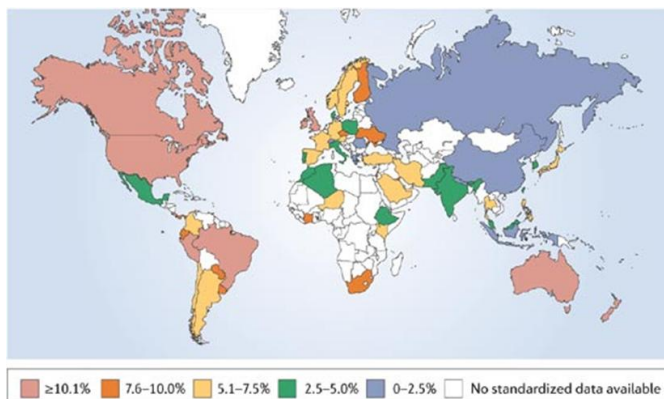 ≥10.1% 7.6–10.0% 5.1–7.5% 2.5–5.0% 0–2.5% No standardized data available